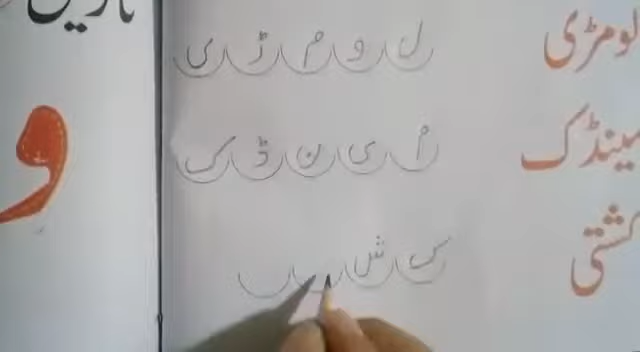 لومڑی ل و م ڑ ی
مینڈک م ی ن ڈ ک
کشتی ک ش
و